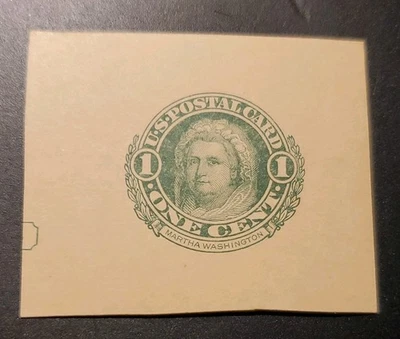 U.S. POSTAL CARD
1 1
ONE CENT
MARTHA WASHINGTON